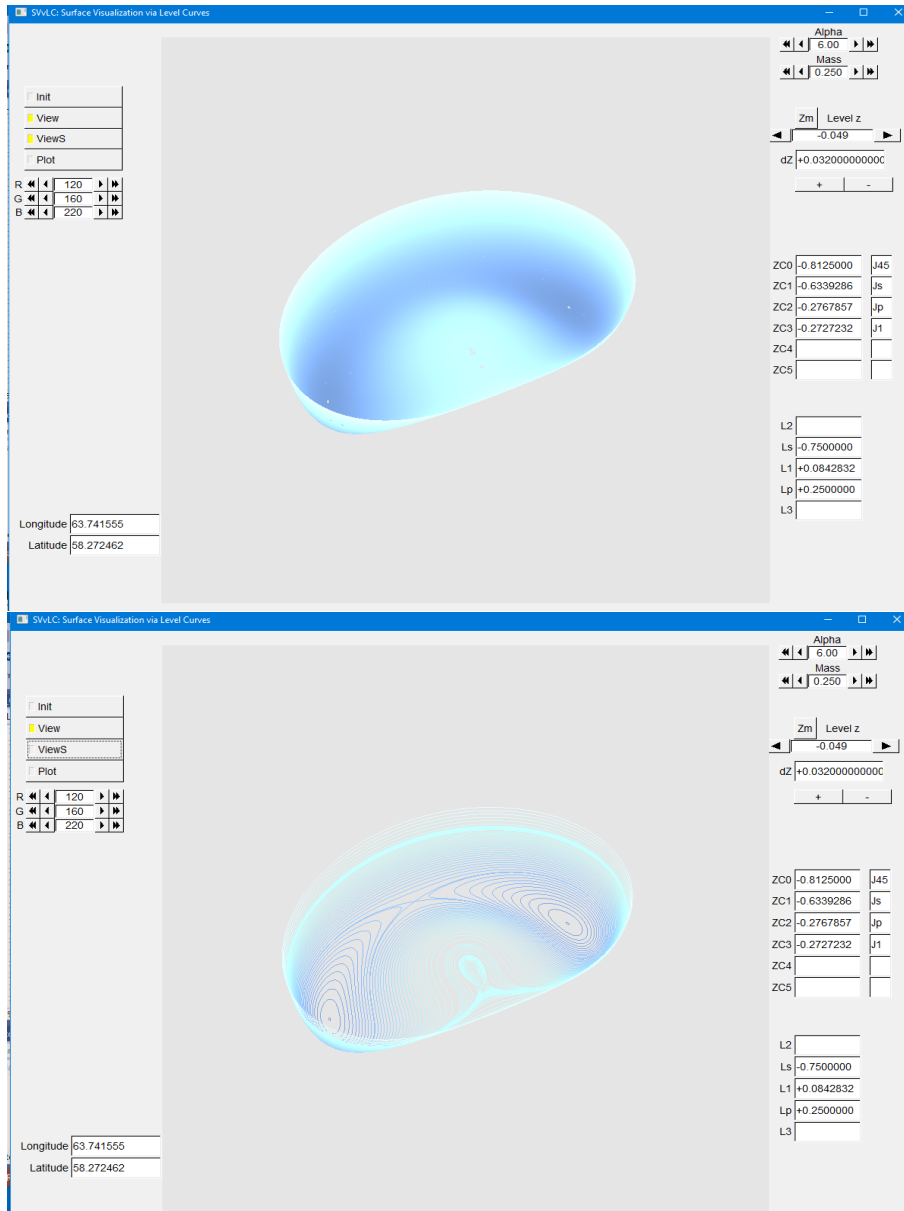 SVvLC: Surface Visualization via Level Curves
Alpha
6.00
Mass
0.250
Init
View
ViewS
Plot
R 120
G 160
B 220
Zm Level z
-0.049
dZ +0.032000000000
+ -
ZC0 -0.8125000 J45
ZC1 -0.6339286 Js
ZC2 -0.2767857 Jp
ZC3 -0.2727232 J1
ZC4
ZC5
L2
Ls -0.7500000
L1 +0.0842832
Lp +0.2500000
L3
Longitude 63.741555
Latitude 58.272462
SVvLC: Surface Visualization via Level Curves
Alpha
6.00
Mass
0.250
Init
View
ViewS
Plot
R 120
G 160
B 220
Zm Level z
-0.049
dZ +0.032000000000
+ -
ZC0 -0.8125000 J45
ZC1 -0.6339286 Js
ZC2 -0.2767857 Jp
ZC3 -0.2727232 J1
ZC4
ZC5
L2
Ls -0.7500000
L1 +0.0842832
Lp +0.2500000
L3
Longitude 63.741555
Latitude 58.272462